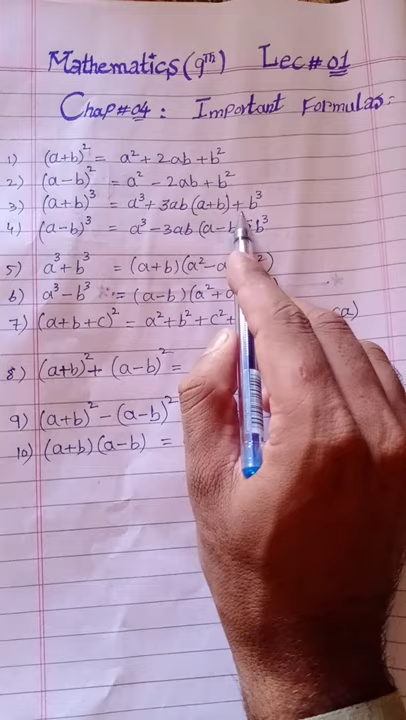 Mathematics (9Th) Lec # 01
Chap # 04 : Important Formulas:-
1) (a+b)² = a² + 2ab + b²
2) (a-b)² = a² - 2ab + b²
3) (a+b)³ = a³ + 3ab (a+b) + b³
4) (a-b)³ = a³ - 3ab (a-b b³
5) a³ + b³ = (a+b) (a² - a ²)
6) a³ - b³ = (a-b) (a² + a
7) (a+b+c)² = a² + b² + c² + ca)
8) (a+b)² + (a-b)² =
9) (a+b)² - (a-b)²
10) (a+b) (a-b) =